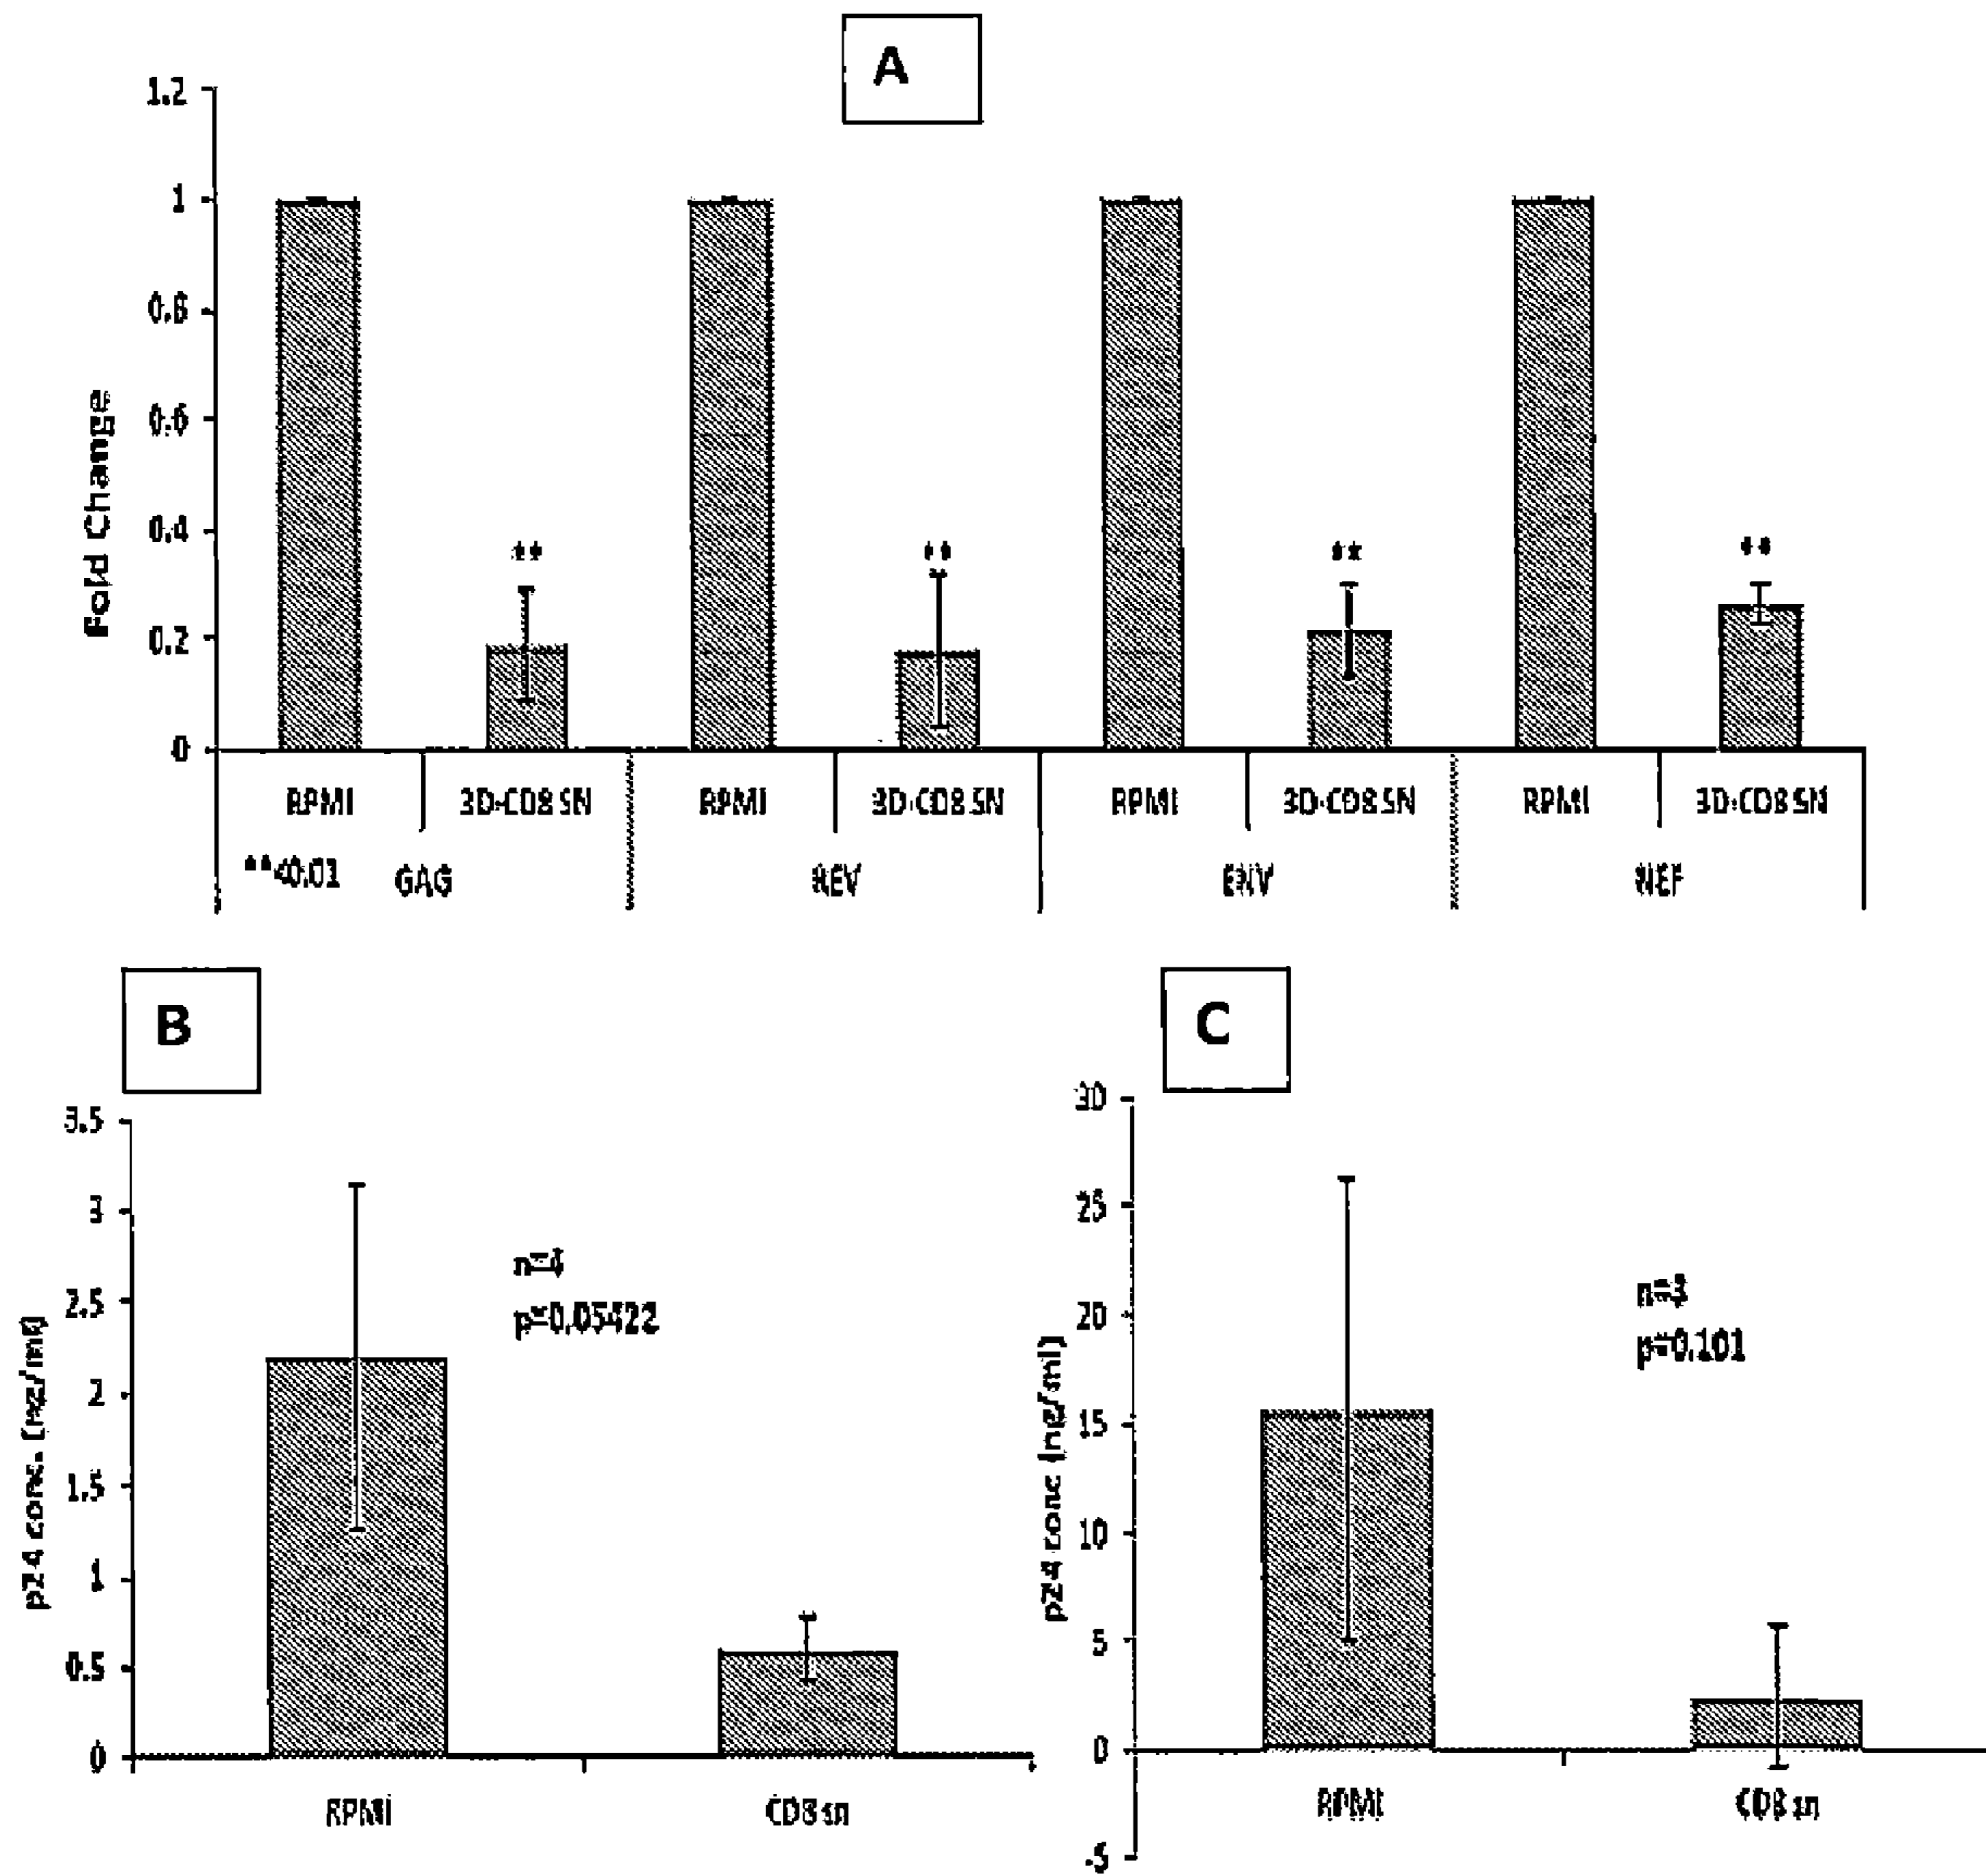 A
1.2
1
0.8
0.6
0.4
0.2
0
Fold Change
** ** ** **
RPMI 3D-CD8 SN RPMI 3D-CD8 SN RPMI 3D-CD8 SN RPMI 3D-CD8 SN
**<0.01 GAG REV ENV NEF
B
3.5
3
2.5
2
1.5
1
0.5
0
p24 conc. (ng/ml)
n=4
p=0.05422
RPMI CD8 sn
C
30
25
20
15
10
5
0
-5
p24 conc (ng/ml)
n=3
p=0.101
RPMI CD8 sn